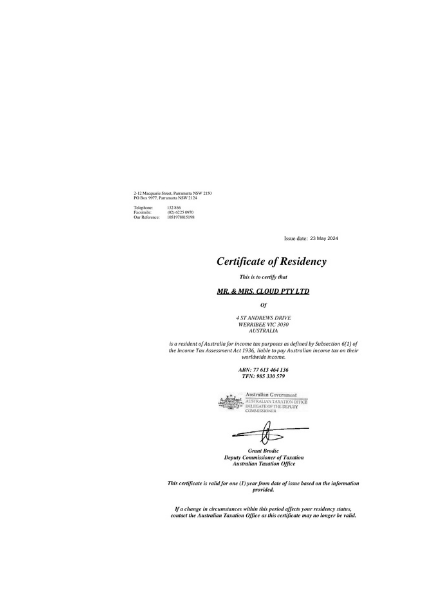 2-12 Macquarie Street, Parramatta NSW 2150
PO Box 9977, Parramatta NSW 2124
Telephone:
Facsimile:
Our Reference:
Issue date: 23 May 2024
Certificate of Residency
This is to certify that
MR. & MRS. CLOUD PTY LTD
Of
4 ST ANDREWS DRIVE
WERRIBEE VIC 3030
AUSTRALIA
is a resident of Australia for income tax purposes as defined by Subsection 6(1) of
the Income Tax Assessment Act 1936, liable to pay Australian income tax on their
worldwide income.
ABN: 77 613 464 136
TFN: 965 330 579
Australian Government
AUSTRALIAN TAXATION OFFICE
DELEGATE OF THE DEPUTY
COMMISSIONER
Grant Brodie
Deputy Commissioner of Taxation
Australian Taxation Office
This certificate is valid for one (1) year from date of issue based on the information
provided.
If a change in circumstances within this period affects your residency status,
contact the Australian Taxation Office as this certificate may no longer be valid.